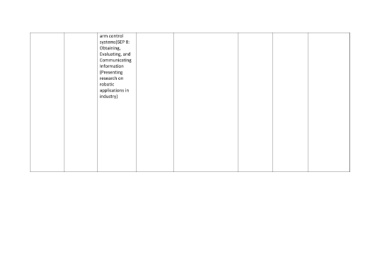 arm control
systems)SEP 8:
Obtaining,
Evaluating, and
Communicating
Information
(Presenting
research on
robotic
applications in
industry)